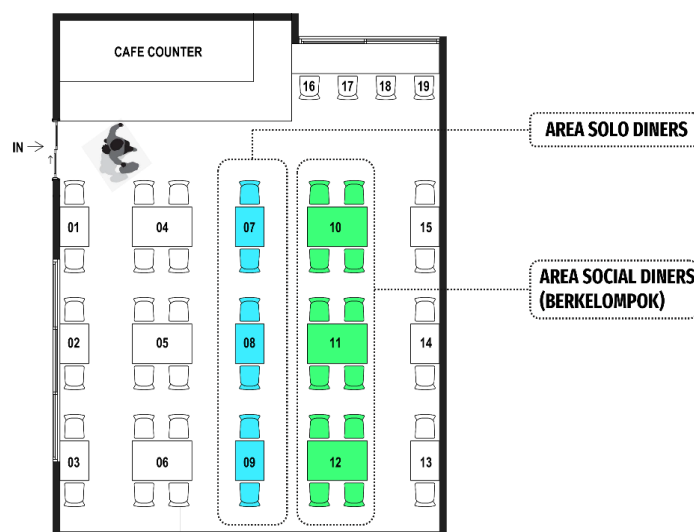 CAFE COUNTER
16 17 18 19
AREA SOLO DINERS
IN
01 04 07 10 15
AREA SOCIAL DINERS
(BERKELOMPOK)
02 05 08 11 14
03 06 09 12 13